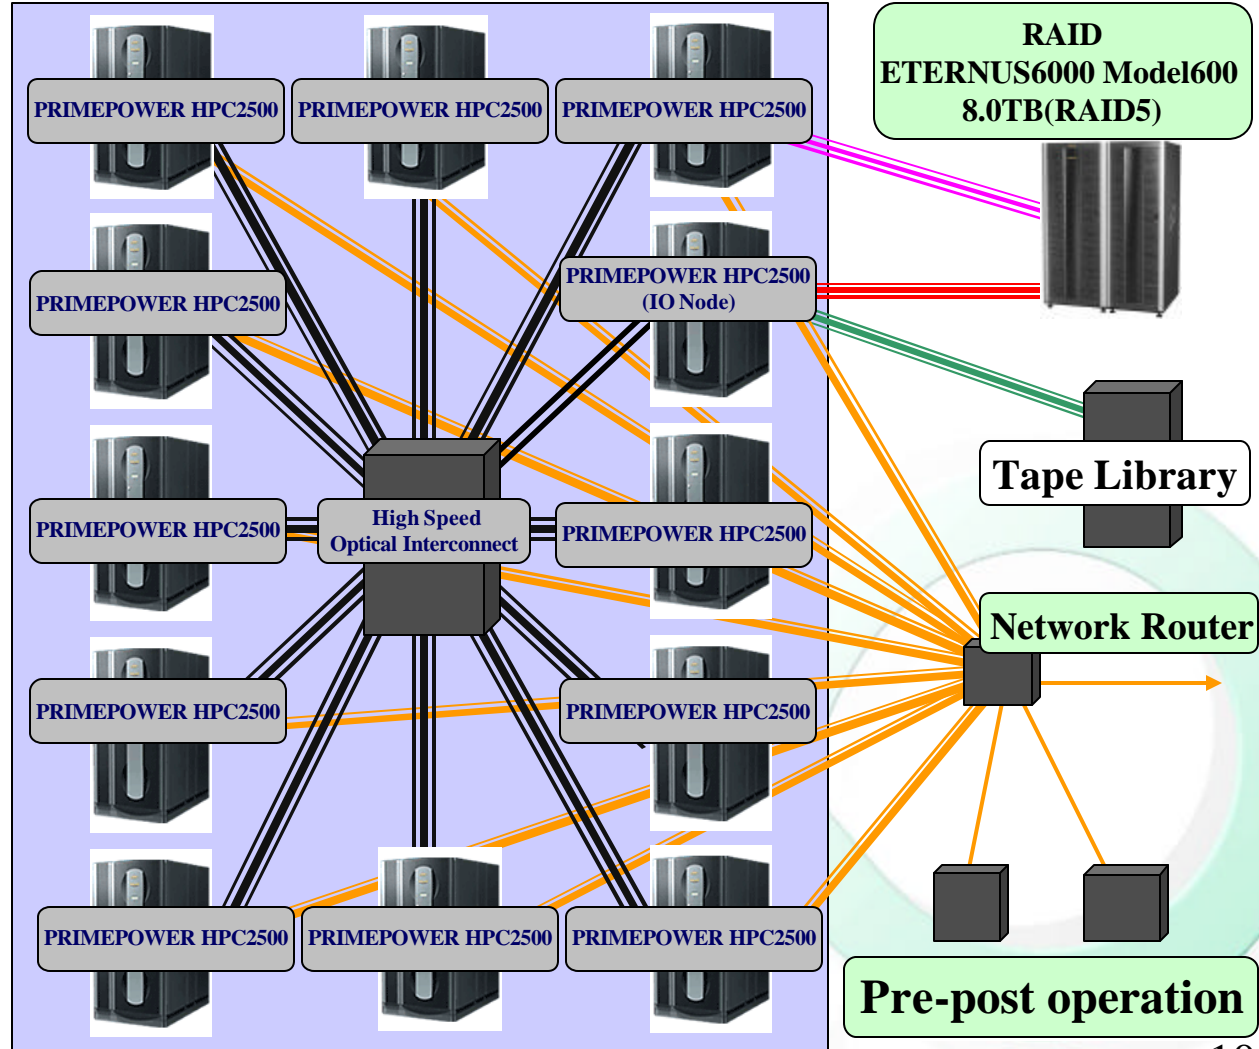 RAID
ETERNUS6000 Model600
8.0TB(RAID5)
PRIMEPOWER HPC2500
PRIMEPOWER HPC2500
PRIMEPOWER HPC2500
PRIMEPOWER HPC2500
PRIMEPOWER HPC2500
(IO Node)
Tape Library
PRIMEPOWER HPC2500
High Speed
Optical Interconnect
PRIMEPOWER HPC2500
Network Router
PRIMEPOWER HPC2500
PRIMEPOWER HPC2500
PRIMEPOWER HPC2500
PRIMEPOWER HPC2500
PRIMEPOWER HPC2500
Pre-post operation